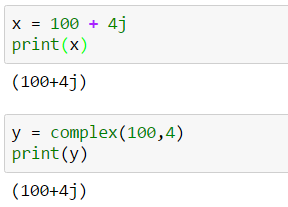 x = 100 + 4j
print(x)
(100+4j)
y = complex(100,4)
print(y)
(100+4j)